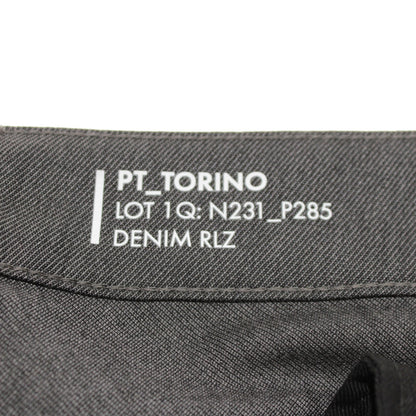 PT_TORINO
LOT 1Q: N231_P285
DENIM RLZ